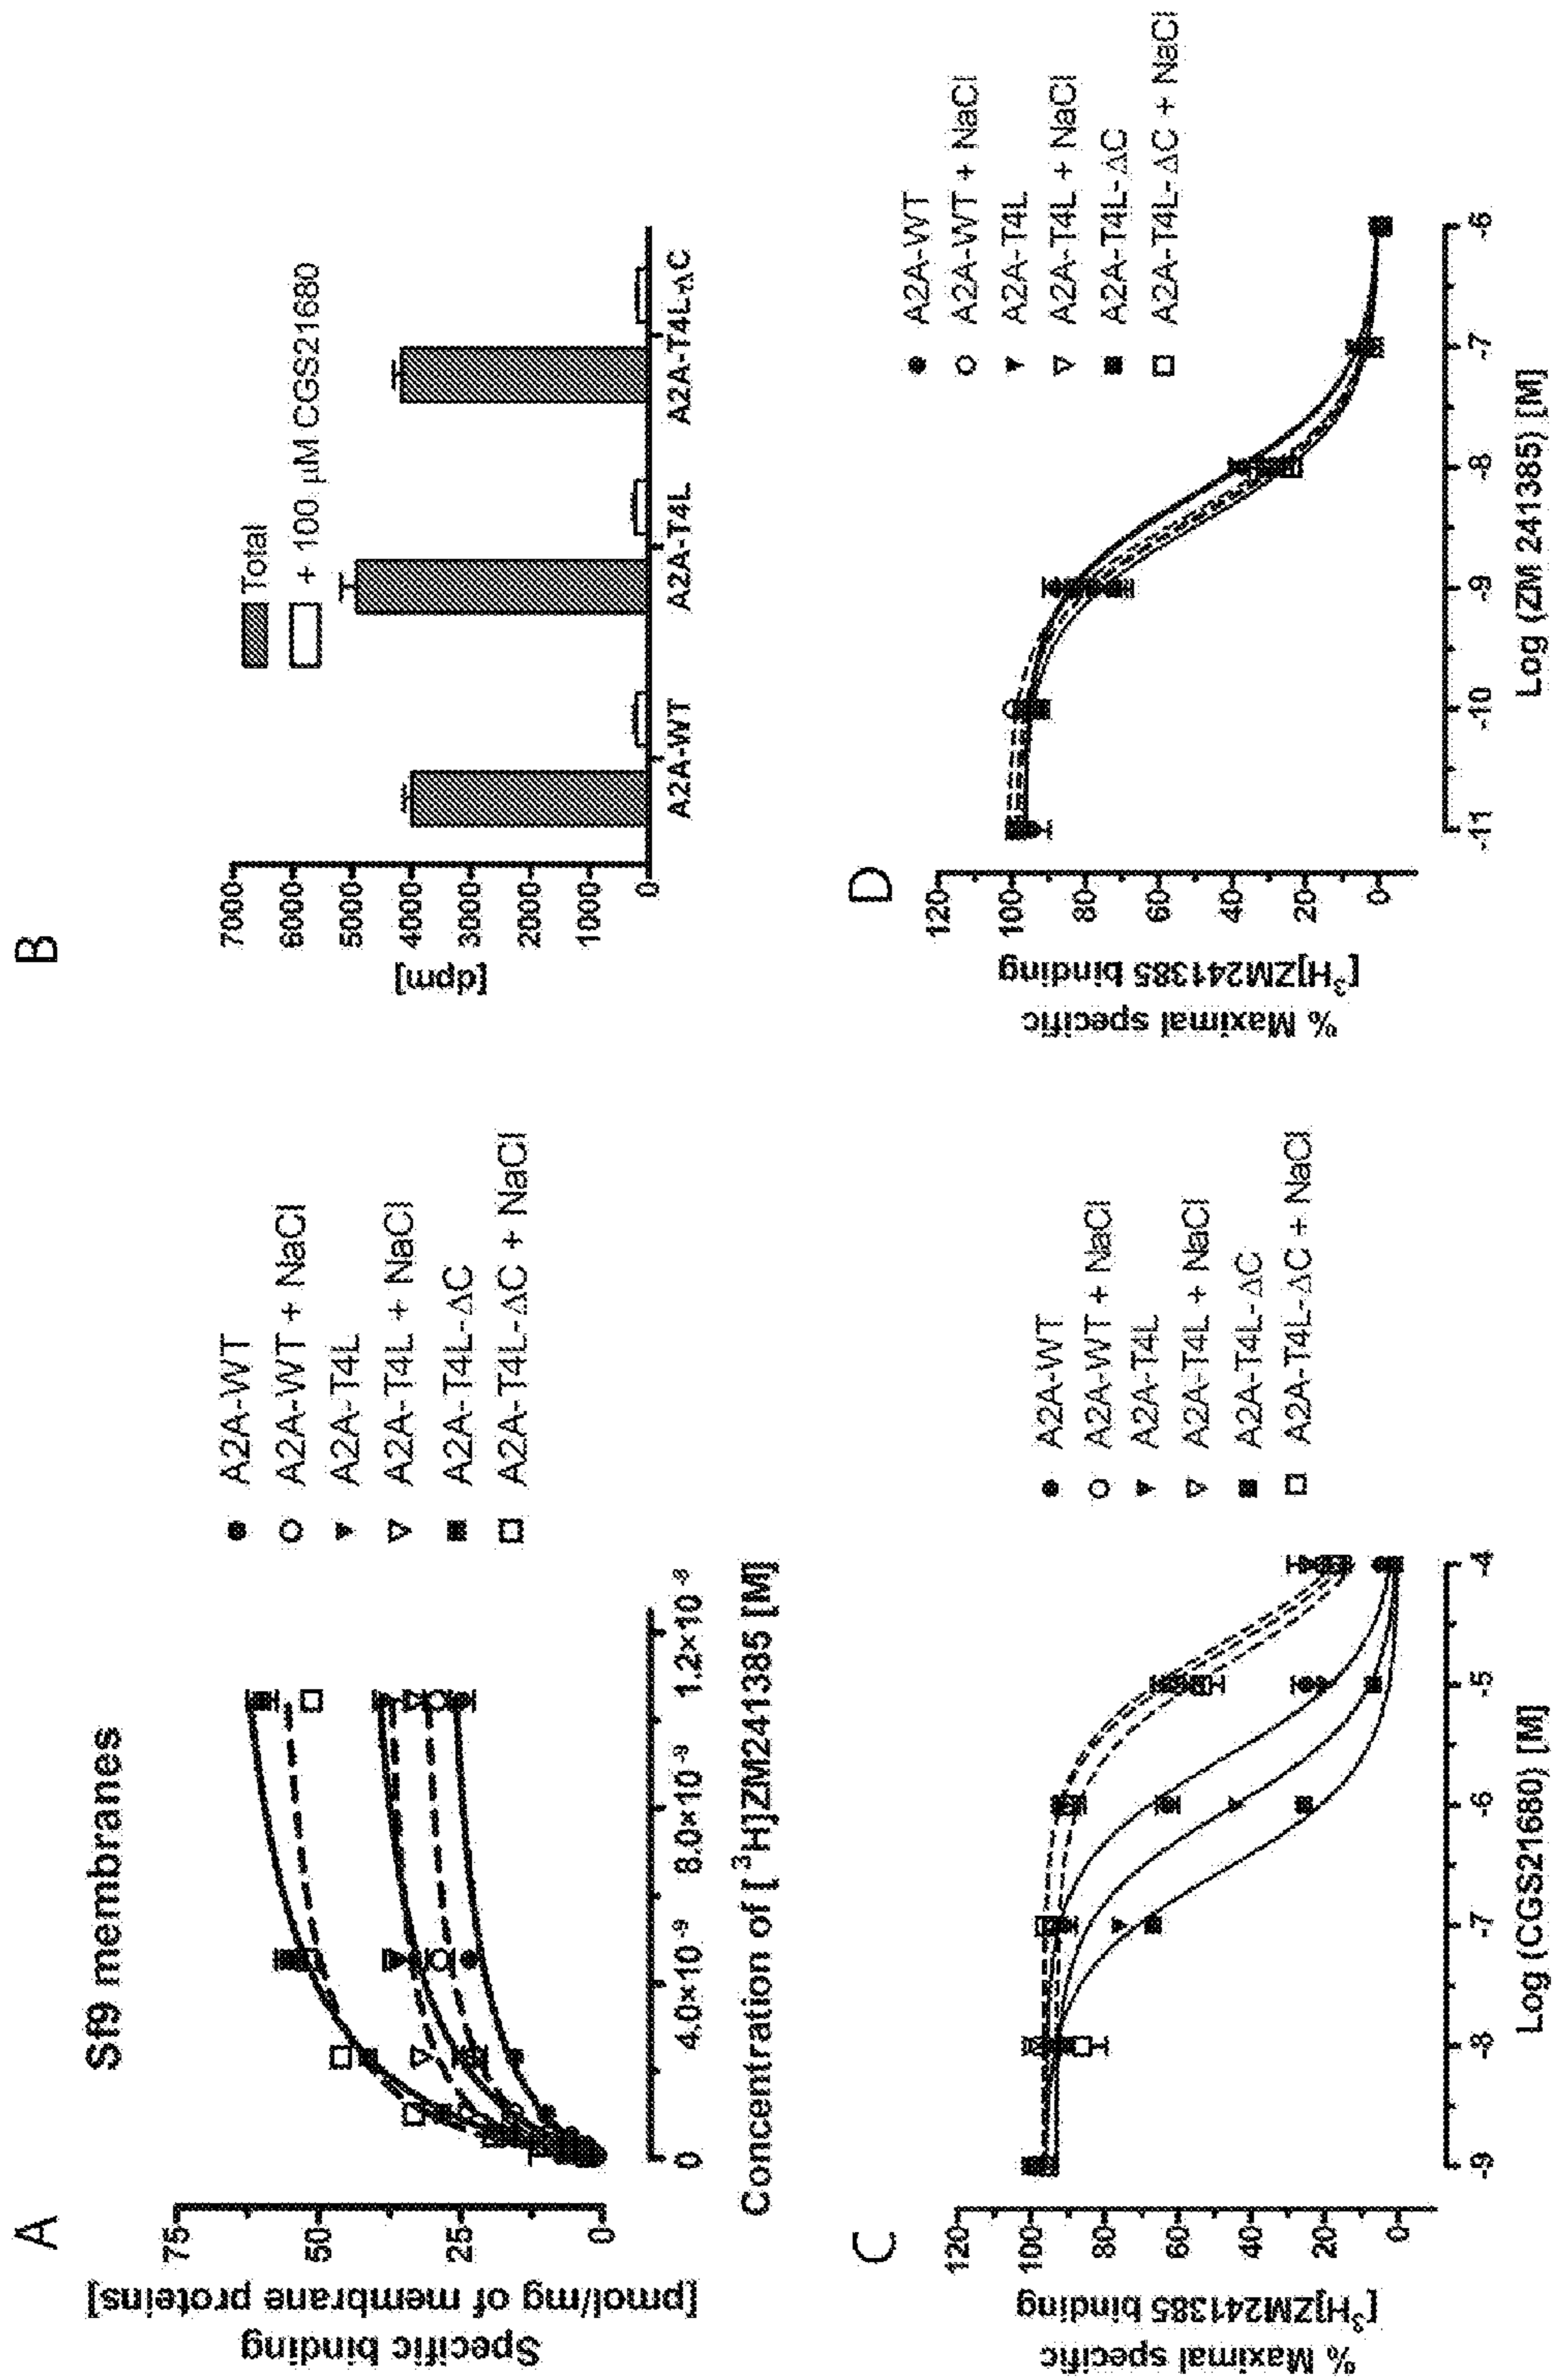 A
Sf9 membranes
Specific binding
[pmol/mg of membrane proteins]
75
50
25
0
0
4.0×10⁻⁹
8.0×10⁻⁹
1.2×10⁻⁸
Concentration of [³H]ZM241385 [M]
A2A-WT
A2A-WT + NaCl
A2A-T4L
A2A-T4L + NaCl
A2A-T4L-ΔC
A2A-T4L-ΔC + NaCl
B
Total
+ 100 μM CGS21680
[dpm]
7000
6000
5000
4000
3000
2000
1000
0
A2A-WT
A2A-T4L
A2A-T4L-ΔC
C
% Maximal specific
[³H]ZM241385 binding
120
100
80
60
40
20
0
-9
-8
-7
-6
-5
-4
Log (CGS21680) [M]
A2A-WT
A2A-WT + NaCl
A2A-T4L
A2A-T4L + NaCl
A2A-T4L-ΔC
A2A-T4L-ΔC + NaCl
D
% Maximal specific
[³H]ZM241385 binding
120
100
80
60
40
20
0
-11
-10
-9
-8
-7
-6
Log (ZM 241385) [M]
A2A-WT
A2A-WT + NaCl
A2A-T4L
A2A-T4L + NaCl
A2A-T4L-ΔC
A2A-T4L-ΔC + NaCl